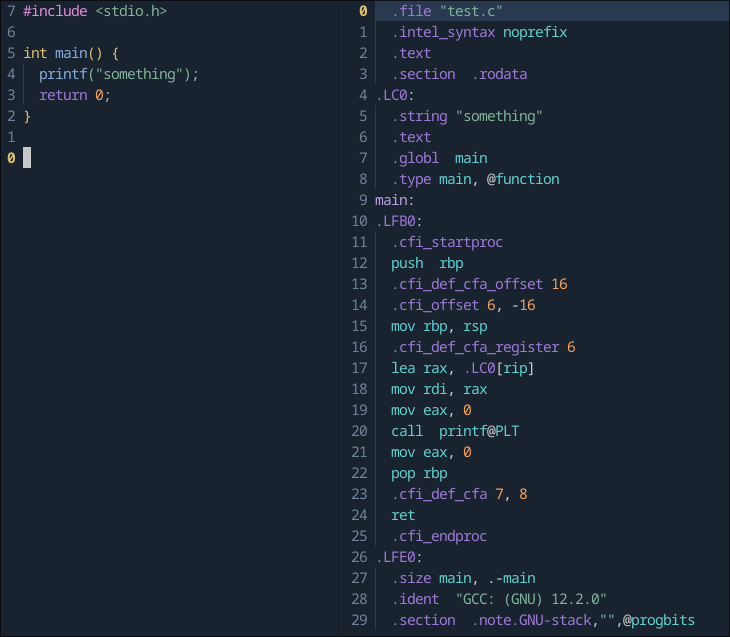 7 #include <stdio.h>
6
5 int main() {
4   printf("something");
3   return 0;
2 }
1
0
0   .file "test.c"
1   .intel_syntax noprefix
2   .text
3   .section  .rodata
4 .LC0:
5   .string "something"
6   .text
7   .globl  main
8   .type main, @function
9 main:
10 .LFB0:
11   .cfi_startproc
12   push  rbp
13   .cfi_def_cfa_offset 16
14   .cfi_offset 6, -16
15   mov rbp, rsp
16   .cfi_def_cfa_register 6
17   lea rax, .LC0[rip]
18   mov rdi, rax
19   mov eax, 0
20   call  printf@PLT
21   mov eax, 0
22   pop rbp
23   .cfi_def_cfa 7, 8
24   ret
25   .cfi_endproc
26 .LFE0:
27   .size main, .-main
28   .ident  "GCC: (GNU) 12.2.0"
29   .section  .note.GNU-stack,"",@progbits